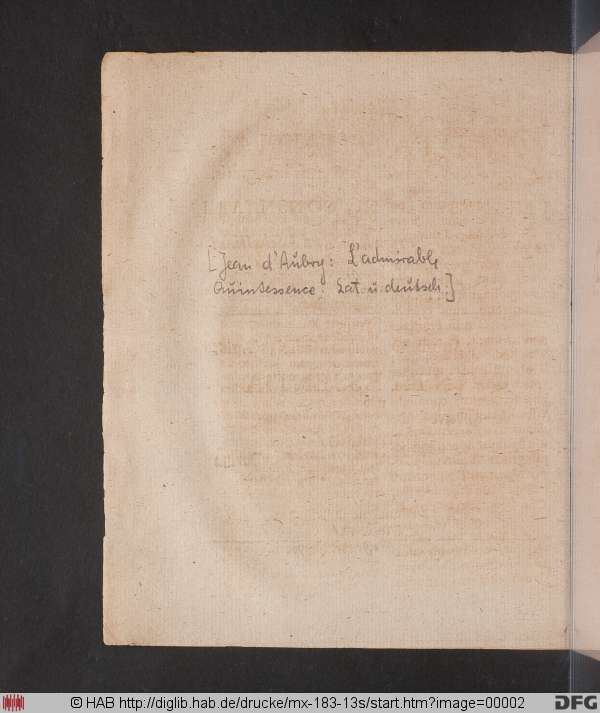 [Jean d'Aubry: L'admirable
Quintessence. Lat. u. deutsch.]
© HAB http://diglib.hab.de/drucke/mx-183-13s/start.htm?image=00002
DFG